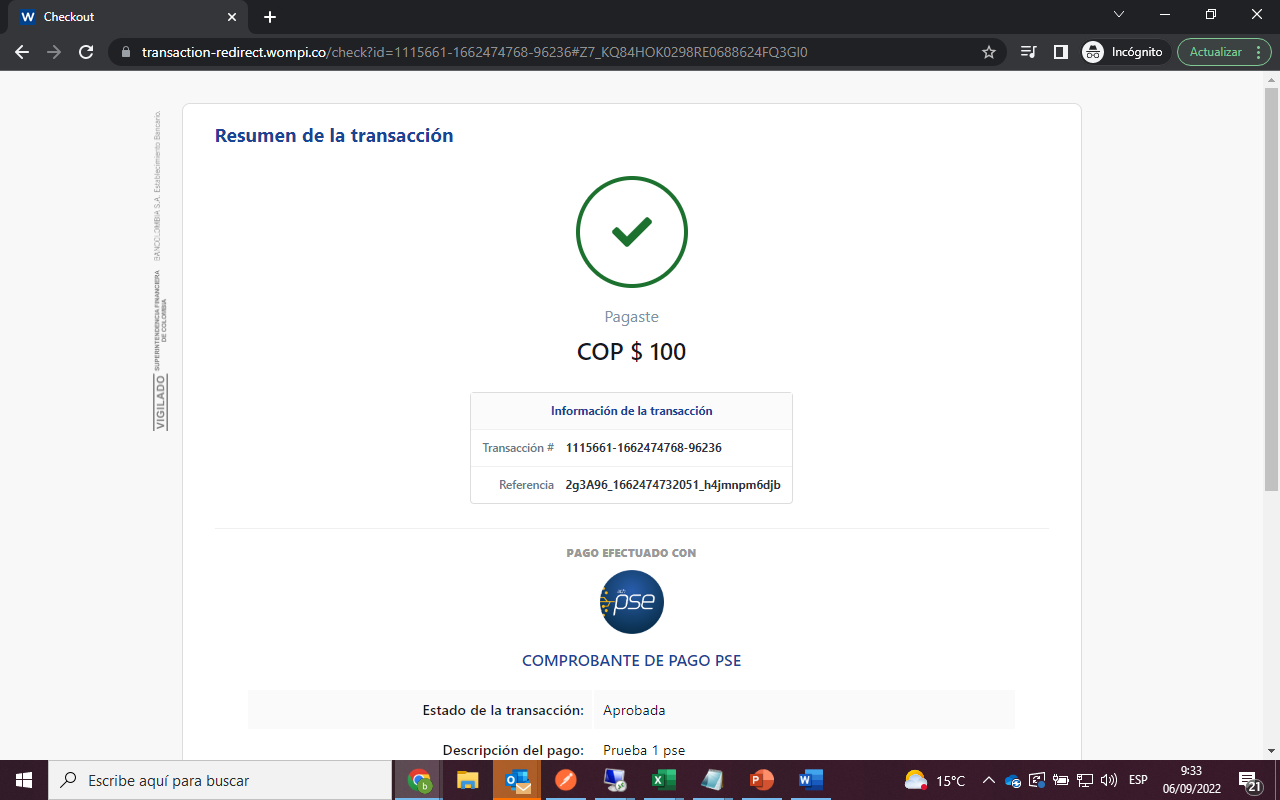 Checkout
transaction-redirect.wompi.co/check?id=1115661-1662474768-96236#Z7_KQ84HOK0298RE0688624FQ3GI0
Incógnito
Actualizar
VIGILADO SUPERINTENDENCIA FINANCIERA DE COLOMBIA BANCOLOMBIA S.A. Establecimiento Bancario.
Resumen de la transacción
Pagaste
COP $ 100
Información de la transacción
Transacción # 1115661-1662474768-96236
Referencia 2g3A96_1662474732051_h4jmnpm6djb
PAGO EFECTUADO CON
ach
pse
COMPROBANTE DE PAGO PSE
Estado de la transacción: Aprobada
Descripción del pago: Prueba 1 pse
Escribe aquí para buscar
15°C
ESP
9:33
06/09/2022
21